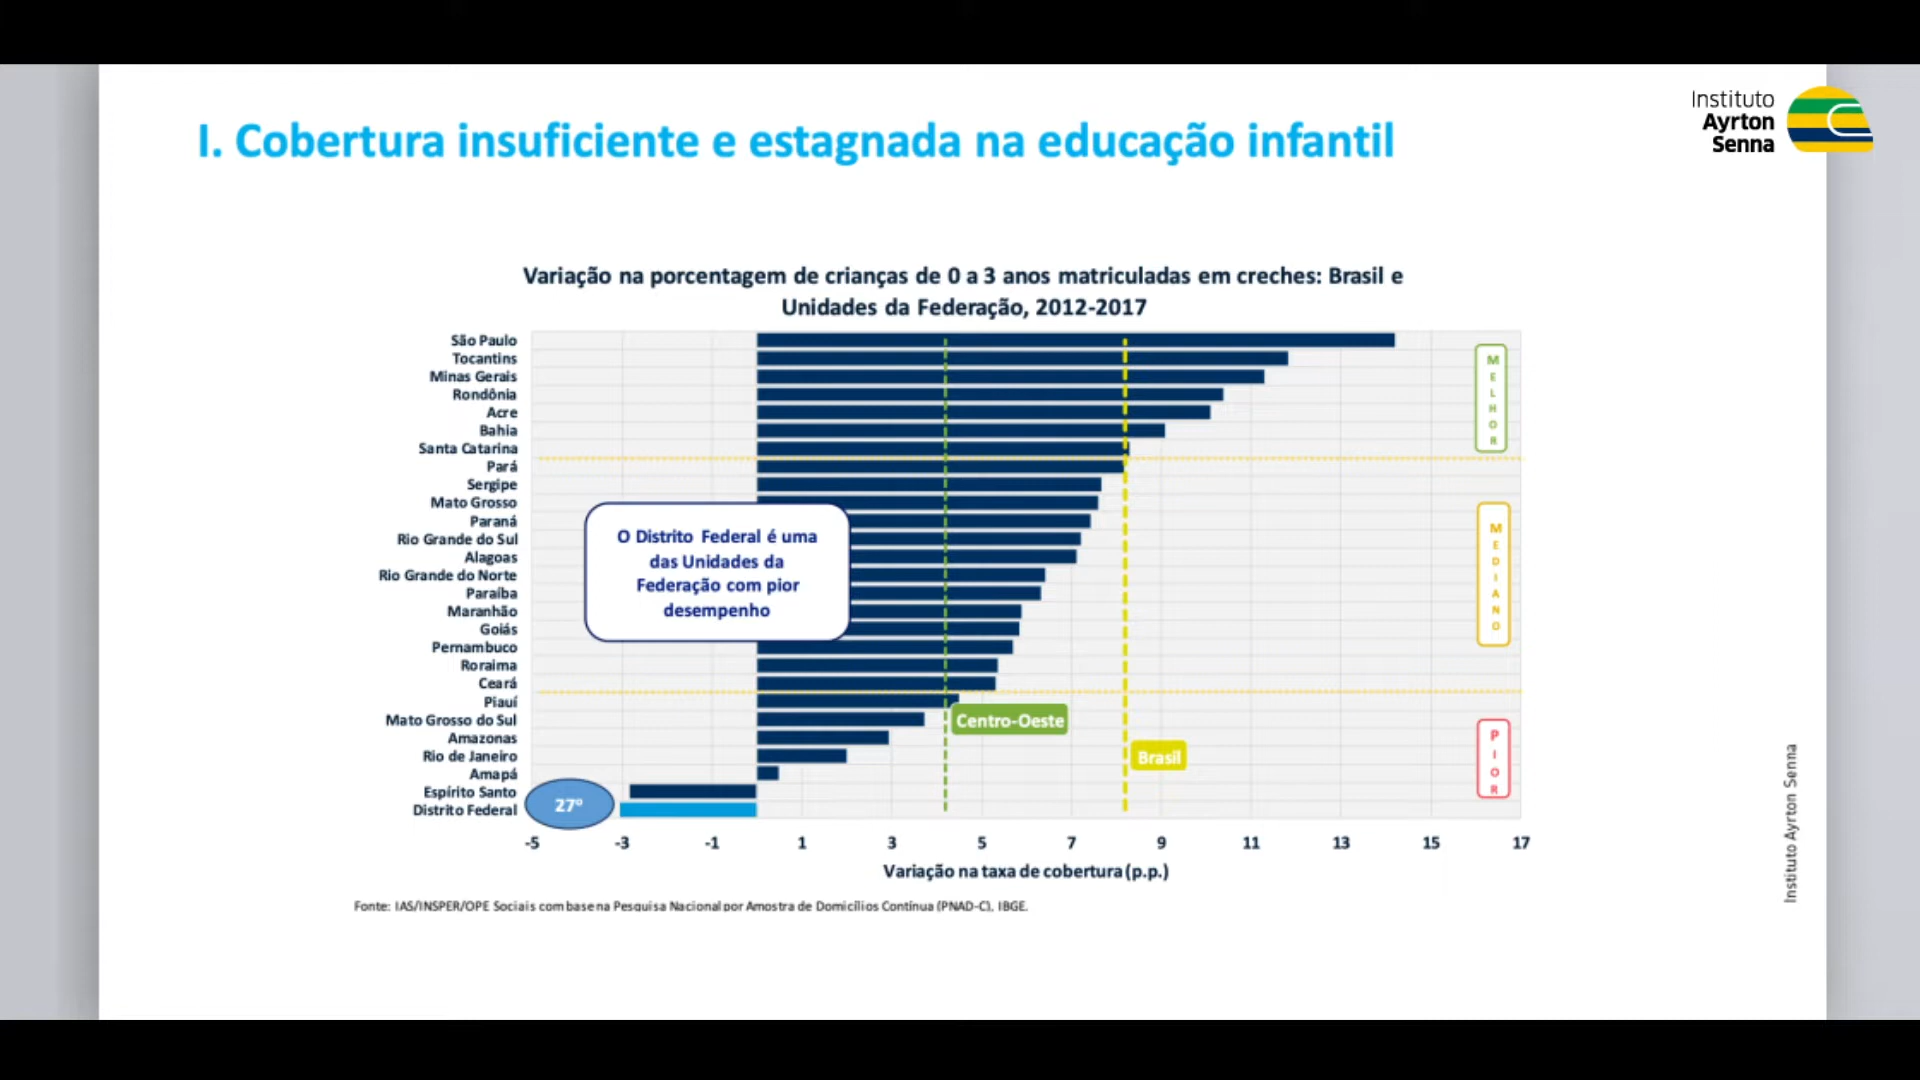 I. Cobertura insuficiente e estagnada na educação infantil
Instituto
Ayrton
Senna
Variação na porcentagem de crianças de 0 a 3 anos matriculadas em creches: Brasil e
Unidades da Federação, 2012-2017
São Paulo
Tocantins
Minas Gerais
Rondônia
Acre
Bahia
Santa Catarina
Pará
Sergipe
Mato Grosso
Paraná
Rio Grande do Sul
Alagoas
Rio Grande do Norte
Paraíba
Maranhão
Goiás
Pernambuco
Roraima
Ceará
Piauí
Mato Grosso do Sul
Amazonas
Rio de Janeiro
Amapá
Espírito Santo
Distrito Federal
O Distrito Federal é uma
das Unidades da
Federação com pior
desempenho
27º
Centro-Oeste
Brasil
MELHOR
MEDIANO
PIOR
-5 -3 -1 1 3 5 7 9 11 13 15 17
Variação na taxa de cobertura (p.p.)
Fonte: IAS/INSPER/OPE Sociais com base na Pesquisa Nacional por Amostra de Domicílios Contínua (PNAD-C), IBGE.
Instituto Ayrton Senna